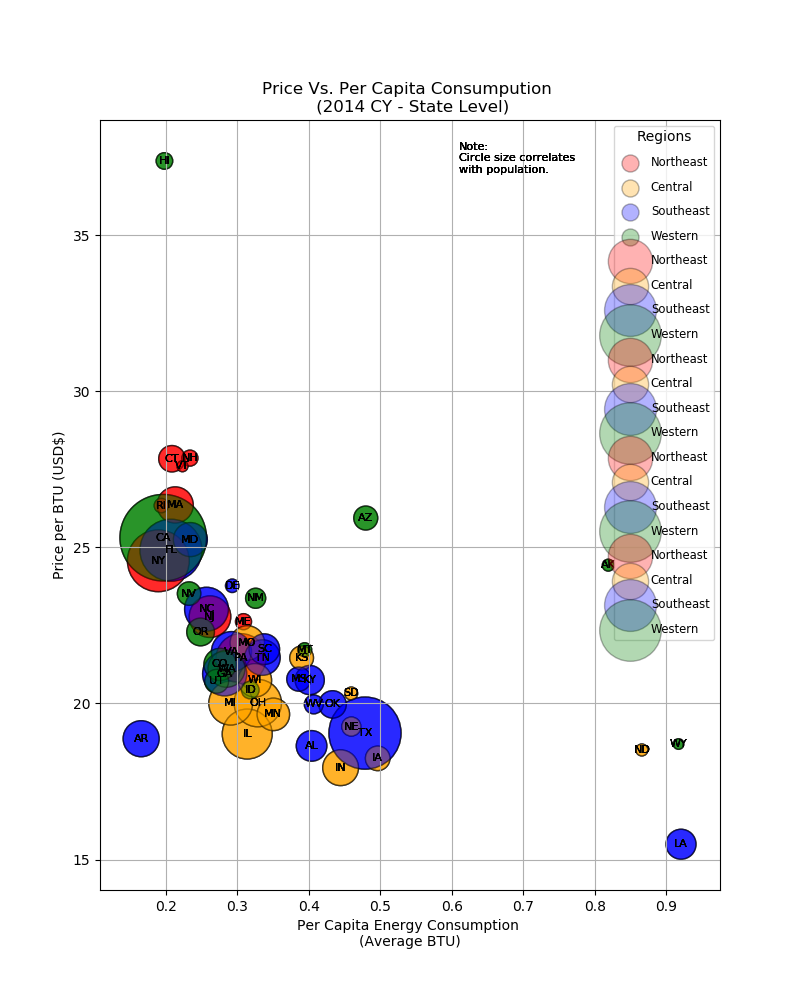 Price Vs. Per Capita Consumpution
(2014 CY - State Level)
Note:
Circle size correlates
with population.
Regions
Northeast
Central
Southeast
Western
Northeast
Central
Southeast
Western
Northeast
Central
Southeast
Western
Northeast
Central
Southeast
Western
Northeast
Central
Southeast
Western
HI
CT
NH
VT
RI
MA
AZ
CA
MD
FL
NY
AK
NV
DE
NM
NC
NJ
ME
OR
MO
VA
SC
MT
PA
TN
KS
CO
WA
GA
UT
WI
MS
KY
ID
SD
MI
OH
WV
OK
MN
NE
TX
IL
AR
AL
IA
IN
ND
WY
LA
35
30
25
20
15
Price per BTU (USD$)
0.2 0.3 0.4 0.5 0.6 0.7 0.8 0.9
Per Capita Energy Consumption
(Average BTU)